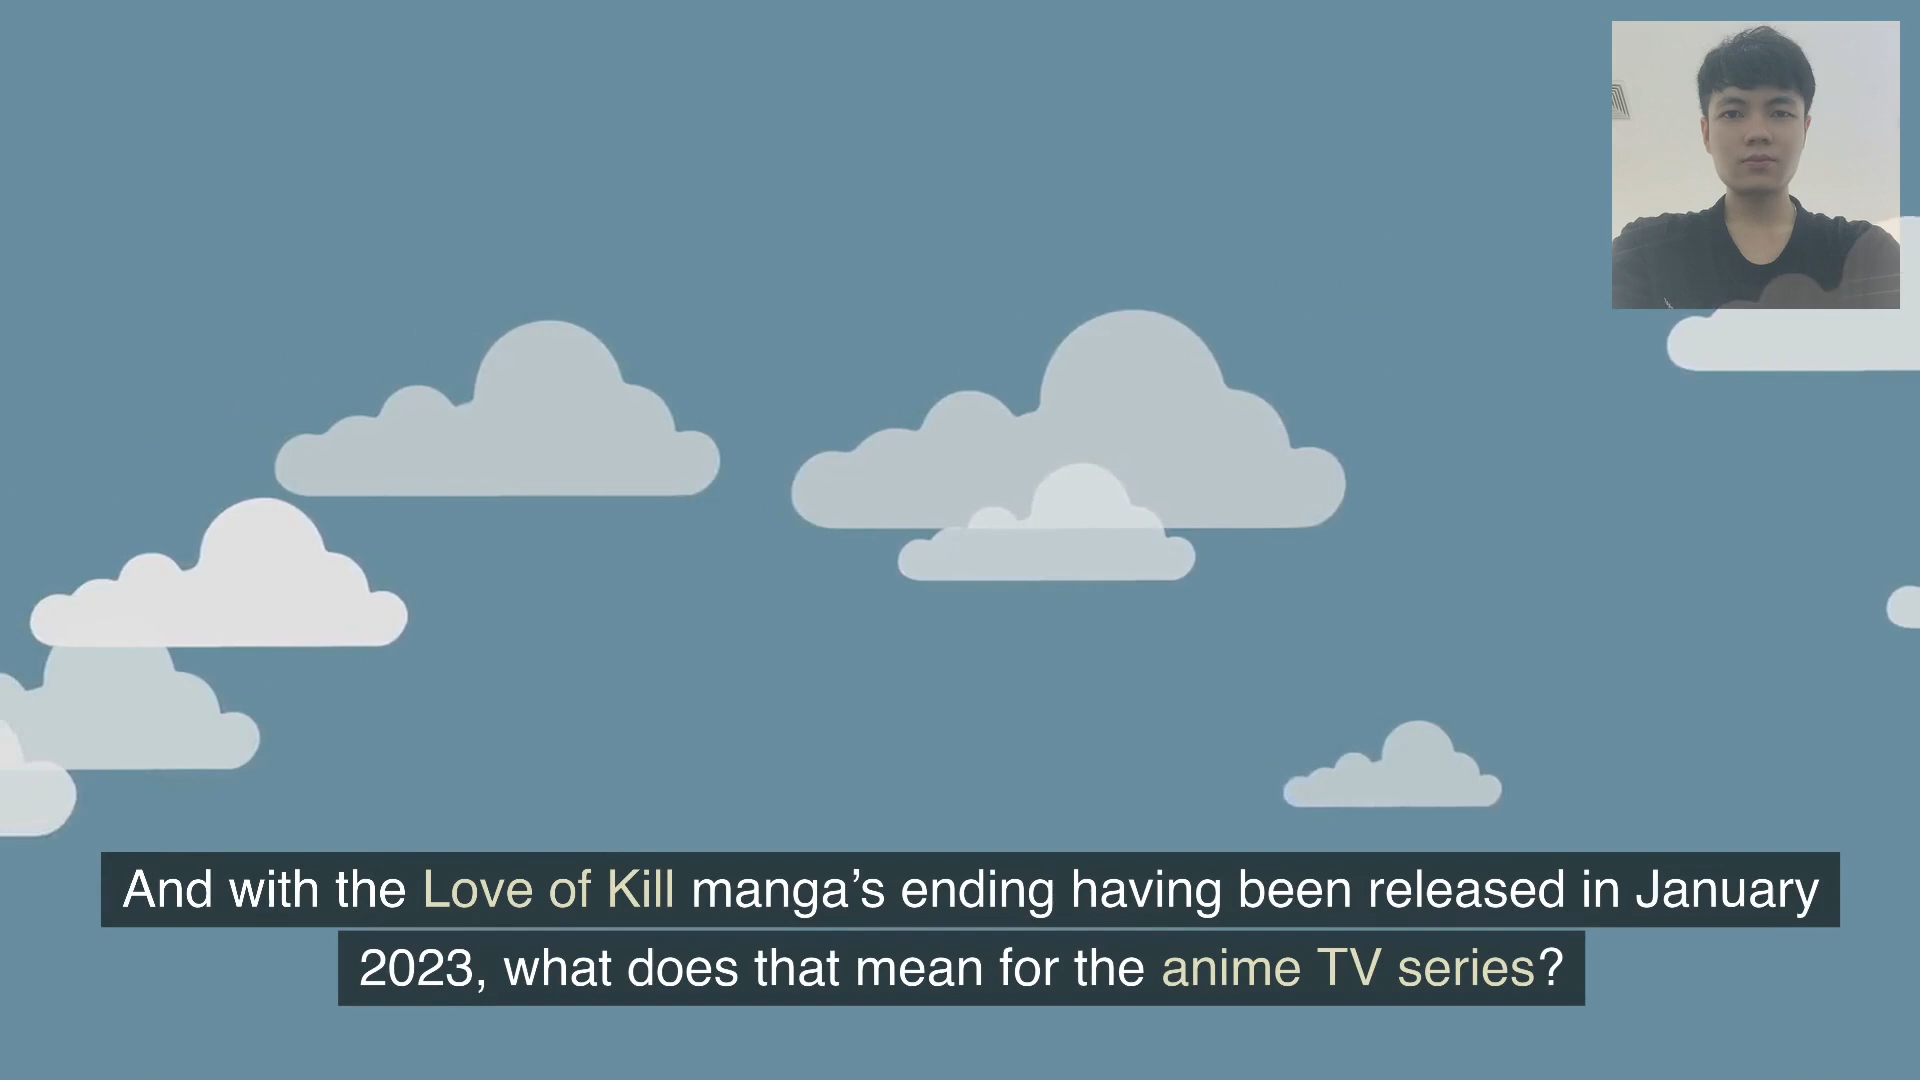 And with the Love of Kill manga’s ending having been released in January
2023, what does that mean for the anime TV series?